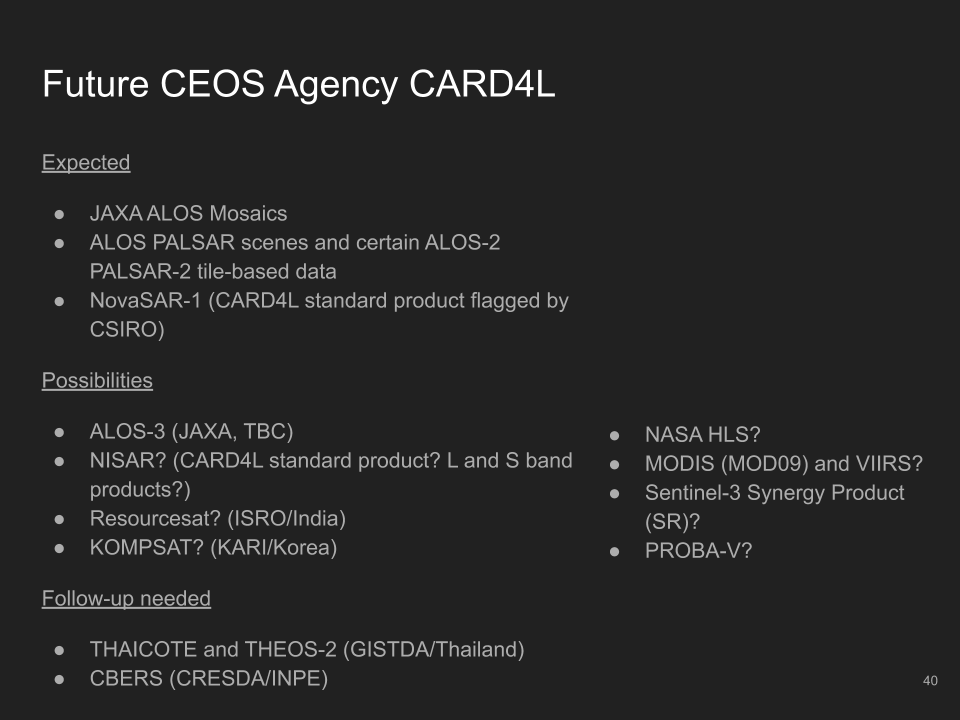 Future CEOS Agency CARD4L
Expected
● JAXA ALOS Mosaics
● ALOS PALSAR scenes and certain ALOS-2
PALSAR-2 tile-based data
● NovaSAR-1 (CARD4L standard product flagged by
CSIRO)
Possibilities
● ALOS-3 (JAXA, TBC)
● NISAR? (CARD4L standard product? L and S band
products?)
● Resourcesat? (ISRO/India)
● KOMPSAT? (KARI/Korea)
● NASA HLS?
● MODIS (MOD09) and VIIRS?
● Sentinel-3 Synergy Product
(SR)?
● PROBA-V?
Follow-up needed
● THAICOTE and THEOS-2 (GISTDA/Thailand)
● CBERS (CRESDA/INPE)
40